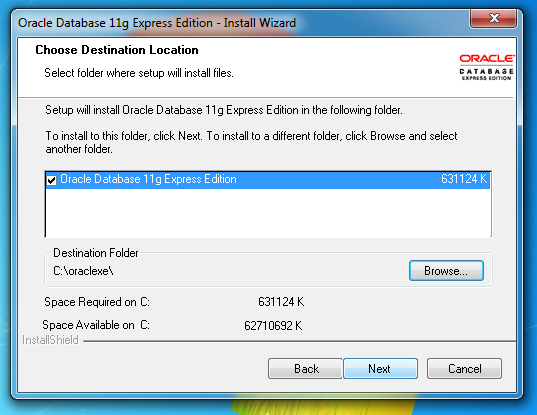 Oracle Database 11g Express Edition - Install Wizard
Choose Destination Location
Select folder where setup will install files.
ORACLE
DATABASE
EXPRESS EDITION
Setup will install Oracle Database 11g Express Edition in the following folder.
To install to this folder, click Next. To install to a different folder, click Browse and select
another folder.
Oracle Database 11g Express Edition 631124 K
Destination Folder
C:\oraclexe\
Browse...
Space Required on C: 631124 K
Space Available on C: 62710692 K
InstallShield
Back Next Cancel